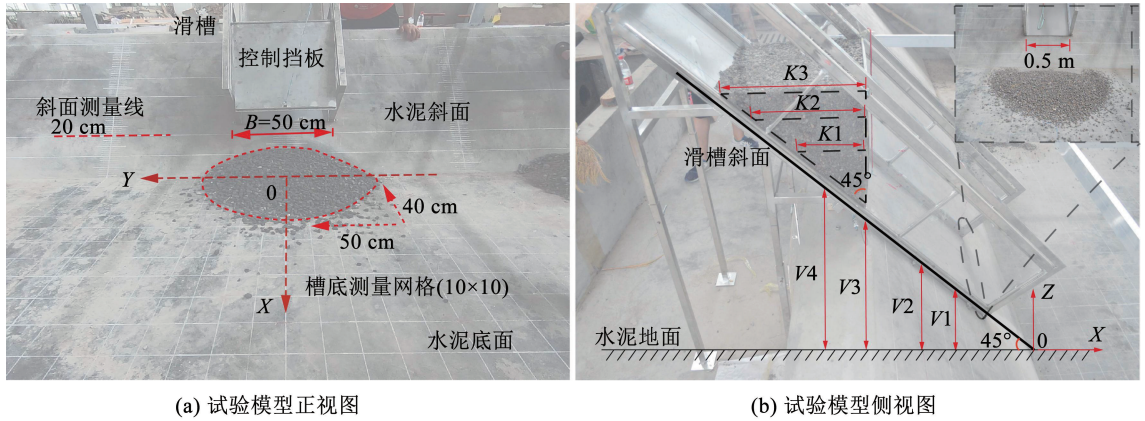 滑槽
控制挡板
斜面测量线
20 cm
B=50 cm
水泥斜面
Y
0
40 cm
50 cm
X
槽底测量网格(10×10)
水泥底面
(a) 试验模型正视图
K3
K2
K1
0.5 m
滑槽斜面
45°
V4
V3
V2
V1
Z
水泥地面
45°
0
X
(b) 试验模型侧视图